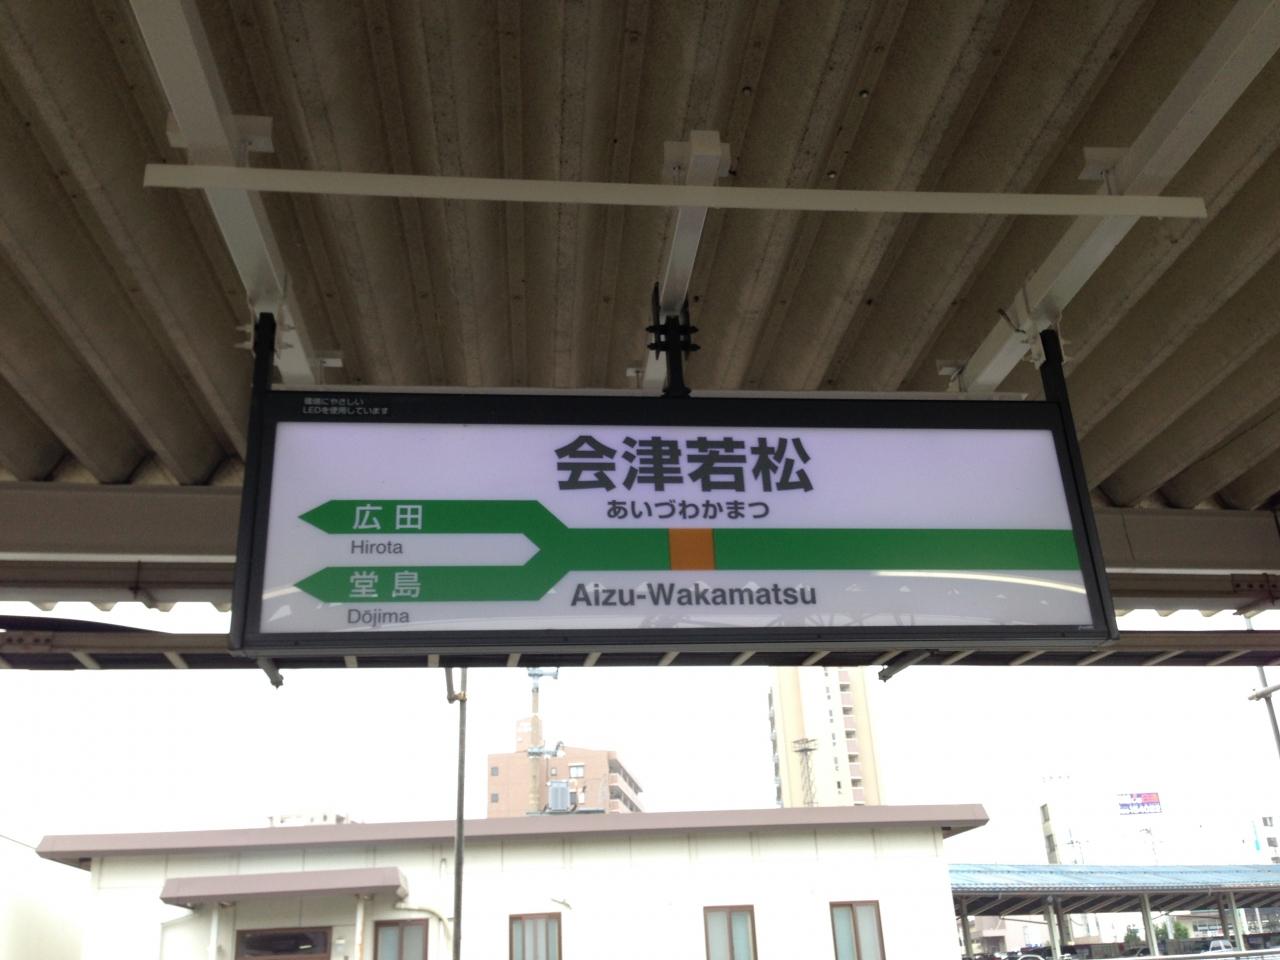 環境にやさしい
LEDを使用しています
会津若松
あいづわかまつ
広田
Hirota
堂島
Dōjima
Aizu-Wakamatsu